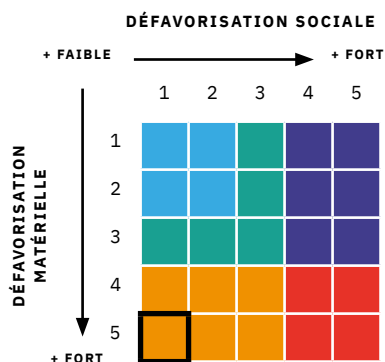 DÉFAVORISATION SOCIALE
+ FAIBLE
+ FORT
1 2 3 4 5
DÉFAVORISATION
MATÉRIELLE
1
2
3
4
5
+ FORT